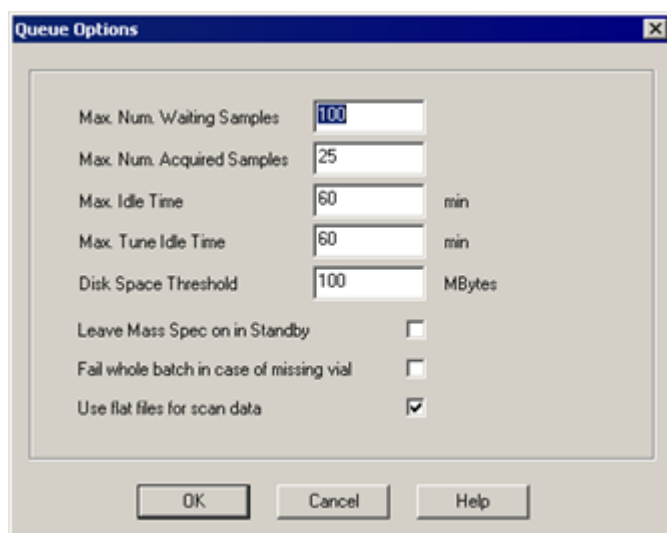 Queue Options
Max. Num. Waiting Samples 100
Max. Num. Acquired Samples 25
Max. Idle Time 60 min
Max. Tune Idle Time 60 min
Disk Space Threshold 100 MBytes
Leave Mass Spec on in Standby
Fail whole batch in case of missing vial
Use flat files for scan data
OK Cancel Help